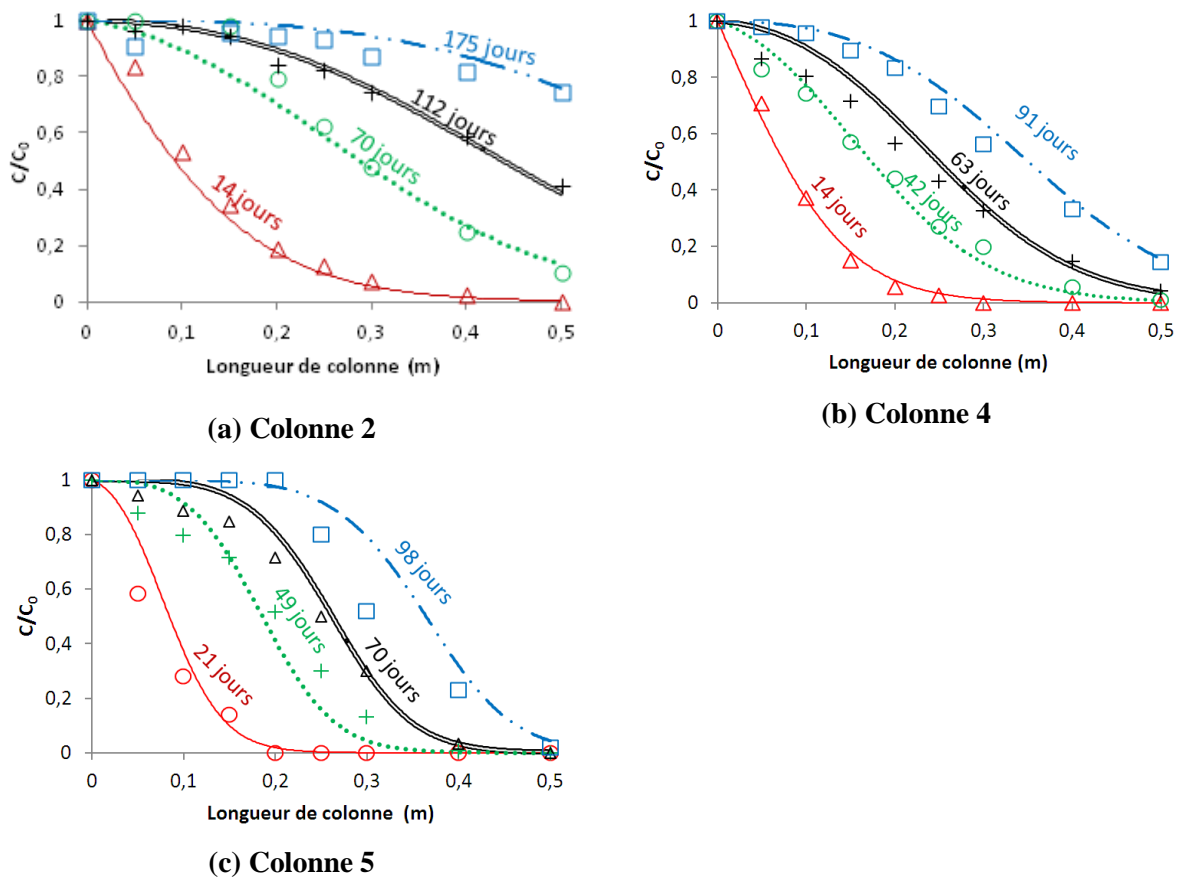 1
0,8
0,6
0,4
0,2
0
C/C₀
175 jours
112 jours
70 jours
14 jours
0
0,1
0,2
0,3
0,4
0,5
Longueur de colonne (m)
(a) Colonne 2
1
0,8
0,6
0,4
0,2
0
C/C₀
91 jours
63 jours
42 jours
14 jours
0
0,1
0,2
0,3
0,4
0,5
Longueur de colonne (m)
(b) Colonne 4
1
0,8
0,6
0,4
0,2
0
C/C₀
98 jours
70 jours
49 jours
21 jours
0
0,1
0,2
0,3
0,4
0,5
Longueur de colonne (m)
(c) Colonne 5